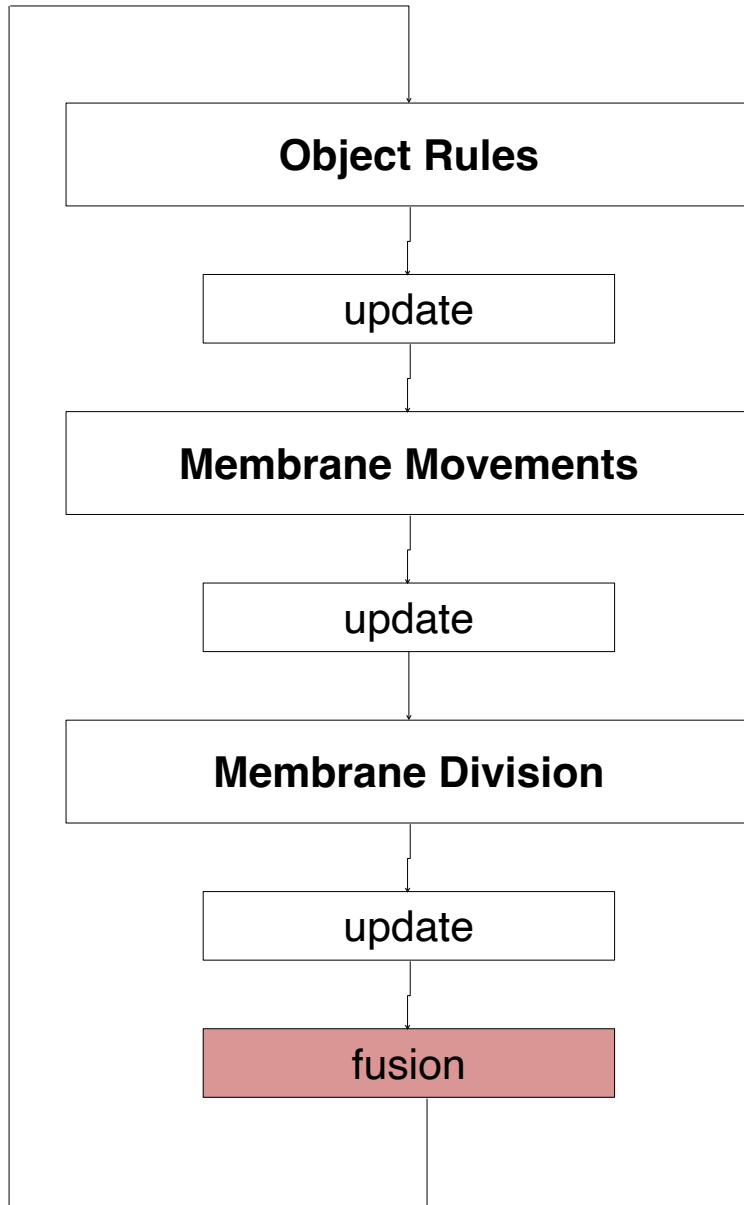 Object Rules
update
Membrane Movements
update
Membrane Division
update
fusion